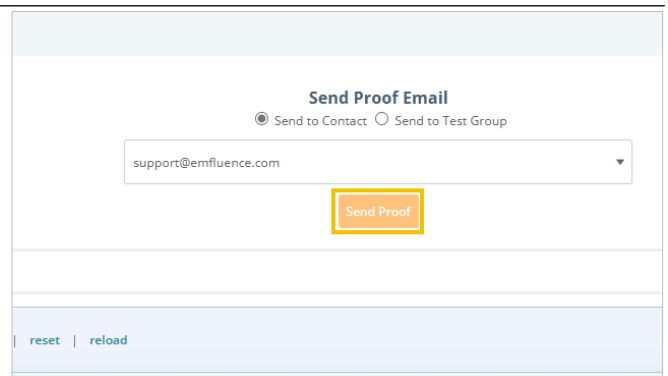 Send Proof Email
Send to Contact Send to Test Group
support@emfluence.com
Send Proof
| reset | reload